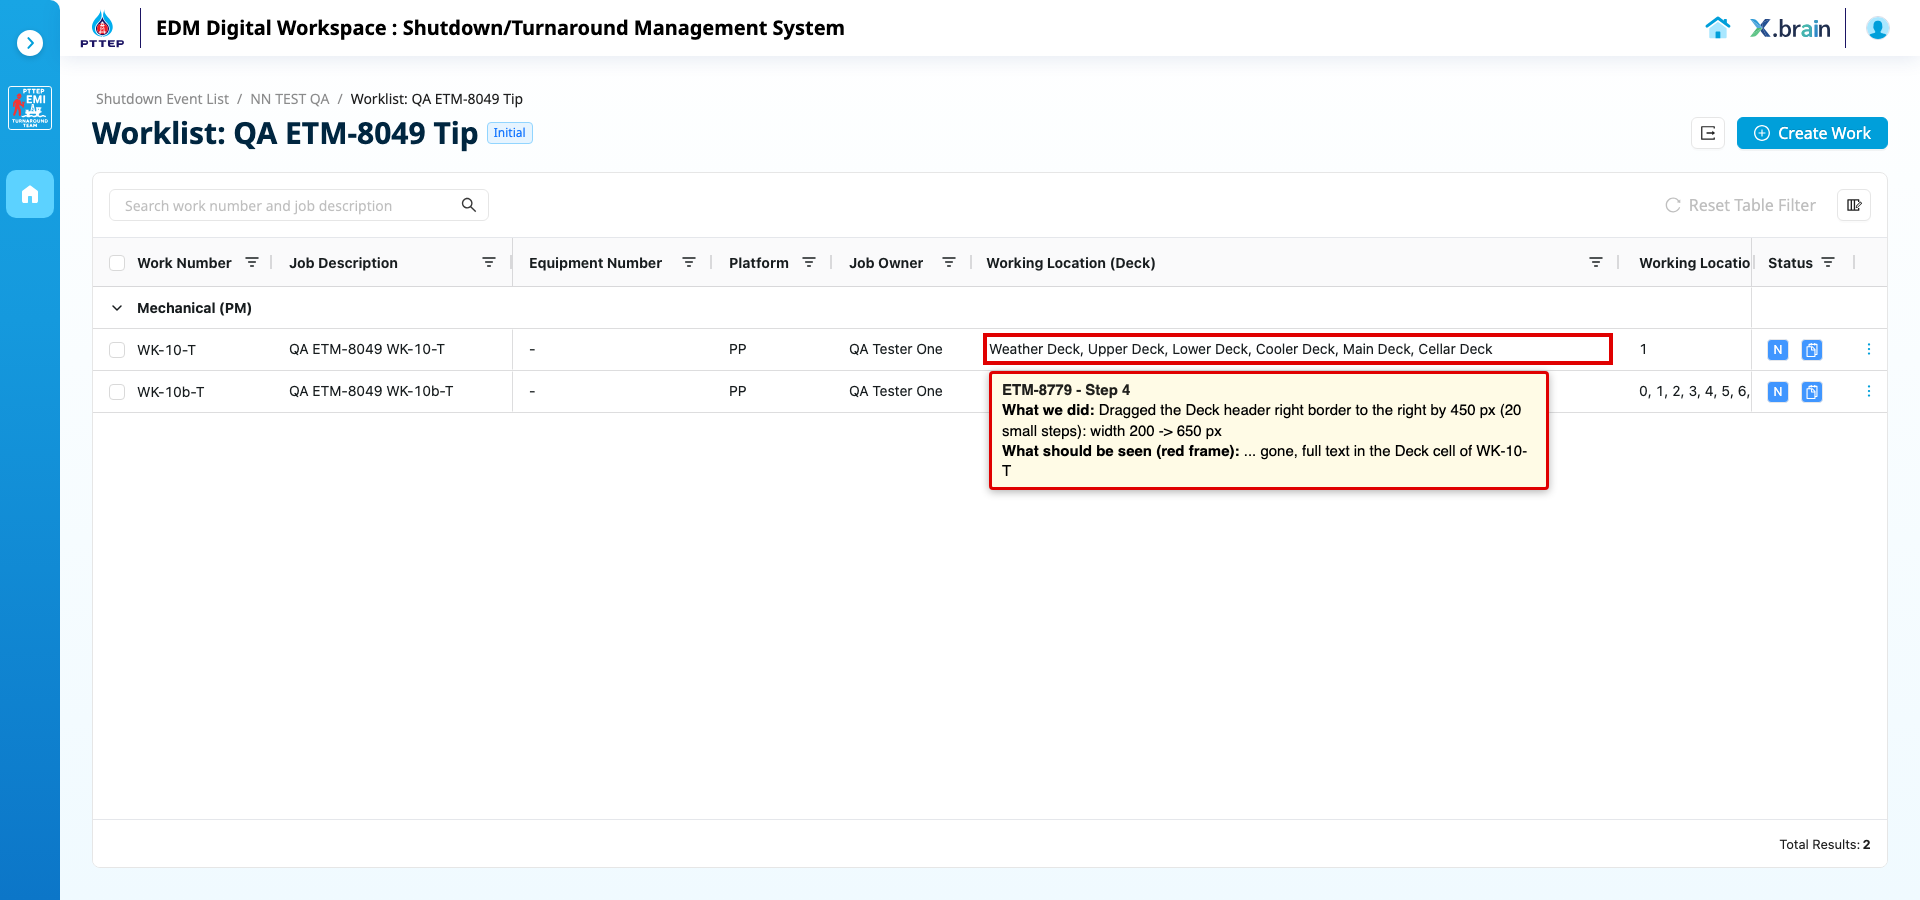 PTTEP
EDM Digital Workspace : Shutdown/Turnaround Management System
X.brain
PTTEP
EMI
TURNAROUND
TEAM
Shutdown Event List / NN TEST QA / Worklist: QA ETM-8049 Tip
Worklist: QA ETM-8049 Tip Initial
Create Work
Search work number and job description
Reset Table Filter
Work Number Job Description Equipment Number Platform Job Owner Working Location (Deck) Working Locatio Status
Mechanical (PM)
WK-10-T QA ETM-8049 WK-10-T - PP QA Tester One Weather Deck, Upper Deck, Lower Deck, Cooler Deck, Main Deck, Cellar Deck 1 N
WK-10b-T QA ETM-8049 WK-10b-T - PP QA Tester One 0, 1, 2, 3, 4, 5, 6, N
ETM-8779 - Step 4
What we did: Dragged the Deck header right border to the right by 450 px (20
small steps): width 200 -> 650 px
What should be seen (red frame): ... gone, full text in the Deck cell of WK-10-
T
Total Results: 2